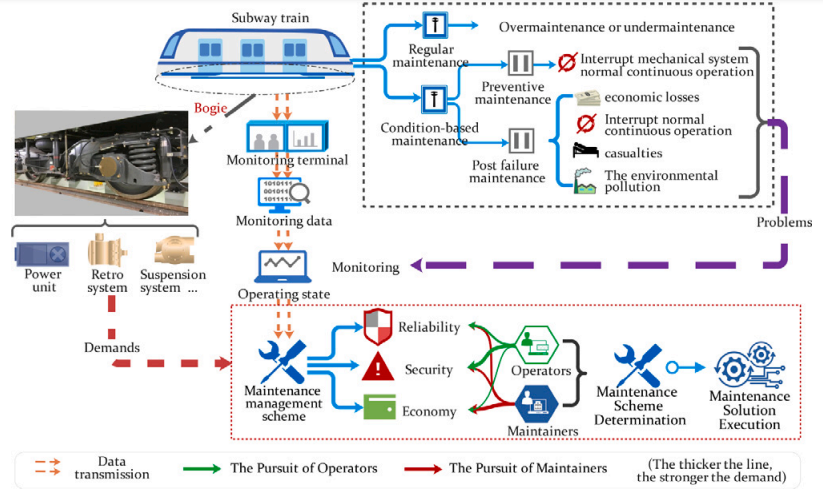 Subway train
Regular
maintenance
Overmaintenance or undermaintenance
Preventive
maintenance
Interrupt mechanical system
normal continuous operation
Condition-based
maintenance
Post failure
maintenance
economic losses
Interrupt normal
continuous operation
casualties
The environmental
pollution
Problems
Bogie
Monitoring terminal
1010111
001011
1011111
Monitoring data
Monitoring
Operating state
Power
unit
Retro
system
Suspension
system ...
Demands
Maintenance
management
scheme
Reliability
Security
Economy
Operators
Maintainers
Maintenance
Scheme
Determination
Maintenance
Solution
Execution
Data
transmission
The Pursuit of Operators
The Pursuit of Maintainers
(The thicker the line,
the stronger the demand)